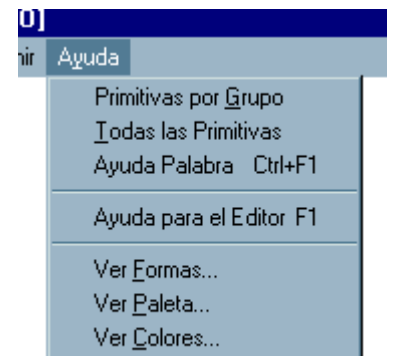 0]
nir Ayuda
Primitivas por Grupo
Todas las Primitivas
Ayuda Palabra Ctrl+F1
Ayuda para el Editor F1
Ver Formas...
Ver Paleta...
Ver Colores...